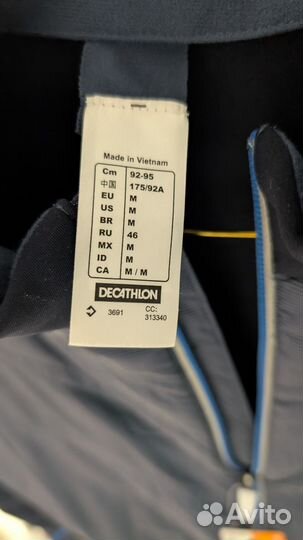 Made in Vietnam
Cm 92-95
中国 175/92A
EU M
US M
BR M
RU 46
MX M
ID M
CA M / M
DECATHLON
3691 CC: 313340
Avito